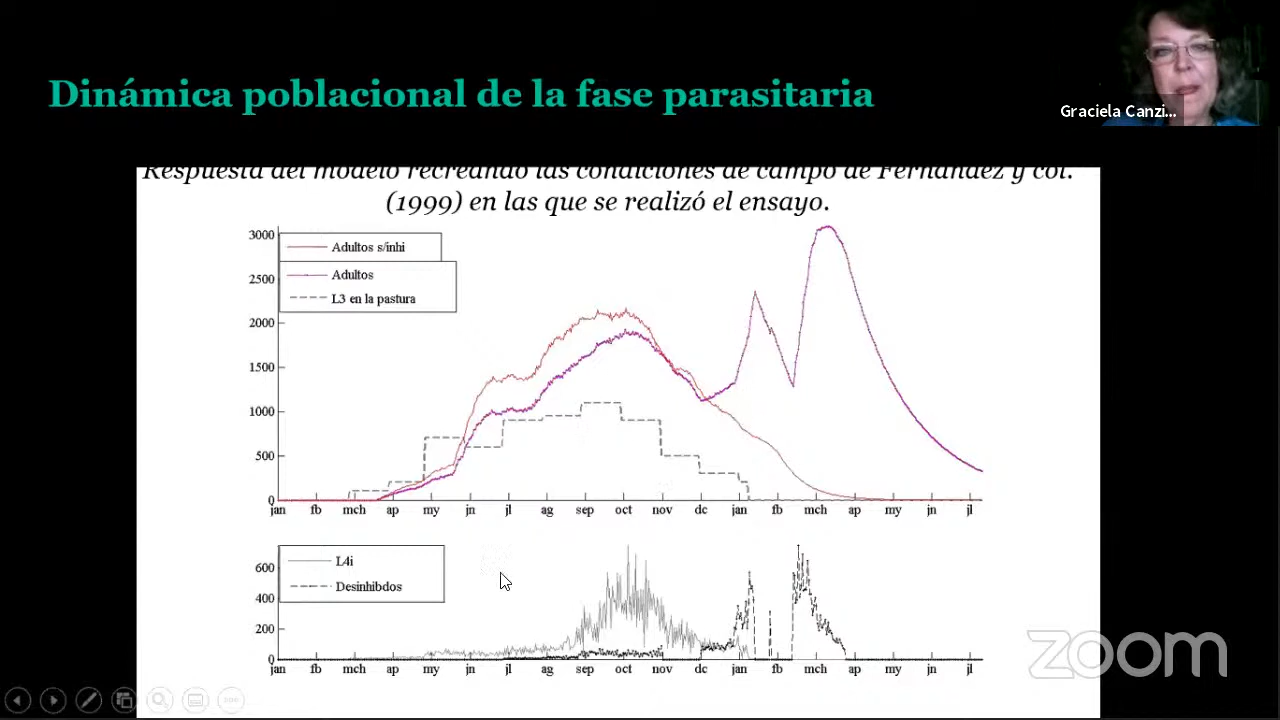 Dinámica poblacional de la fase parasitaria
Graciela Canzi...
Respuesta del modelo recreando las condiciones de campo de Fernández y col.
(1999) en las que se realizó el ensayo.
3000
2500
2000
1500
1000
500
0
Adultos s/inhi
Adultos
L3 en la pastura
jan fb mch ap my jn jl ag sep oct nov dc jan fb mch ap my jn jl
600
400
200
0
L4i
Desinhibdos
jan fb mch ap my jn jl ag sep oct nov dc jan fb mch ap my jn jl
zoom